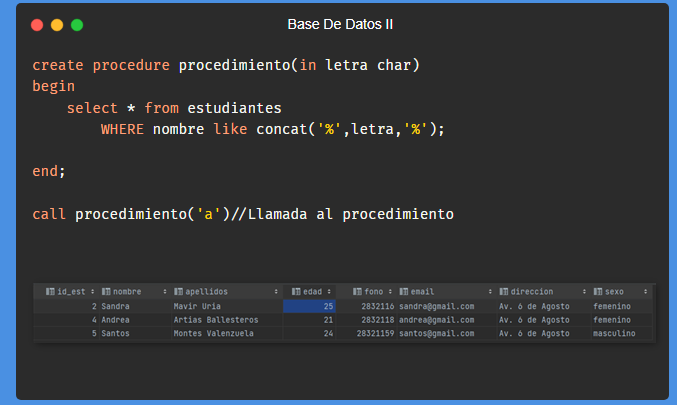 Base De Datos II
create procedure procedimiento(in letra char)
begin
select * from estudiantes
WHERE nombre like concat('%',letra,'%');
end;
call procedimiento('a')//Llamada al procedimiento
id_est nombre apellidos edad fono email direccion sexo
2 Sandra Mavir Uria 25 2832116 sandra@gmail.com Av. 6 de Agosto femenino
4 Andrea Artias Ballesteros 21 2832118 andrea@gmail.com Av. 6 de Agosto femenino
5 Santos Montes Valenzuela 24 28321159 santos@gmail.com Av. 6 de Agosto masculino